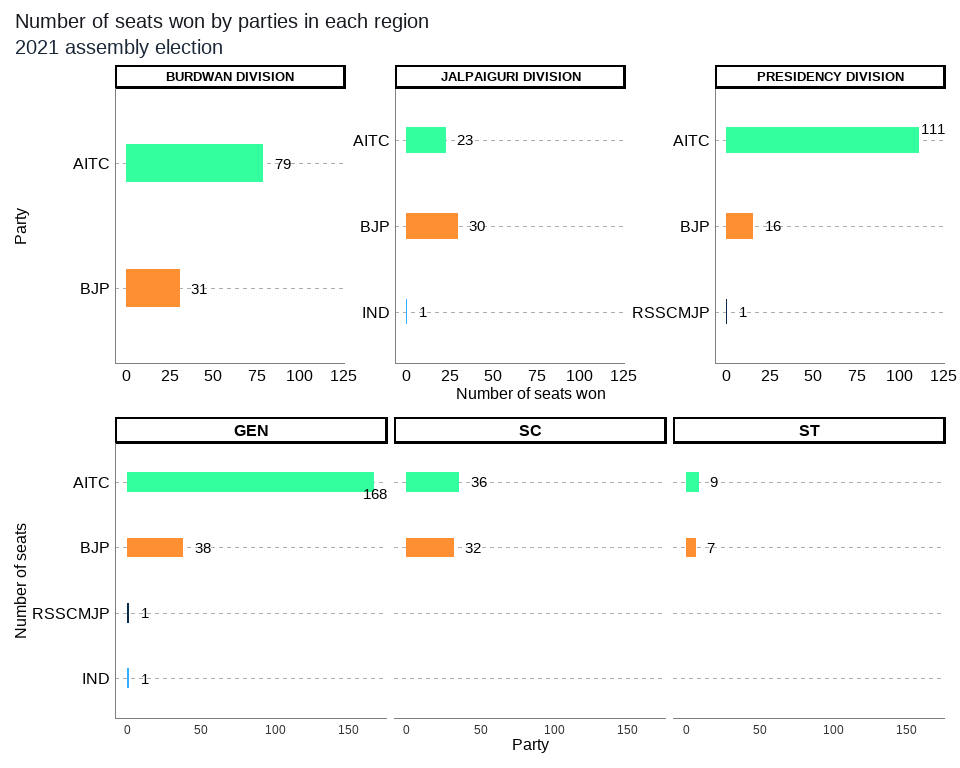 Number of seats won by parties in each region
2021 assembly election
BURDWAN DIVISION
JALPAIGURI DIVISION
PRESIDENCY DIVISION
Party
AITC
79
BJP
31
0 25 50 75 100 125
AITC
23
BJP
30
IND
1
0 25 50 75 100 125
AITC
111
BJP
16
RSSCMJP
1
0 25 50 75 100 125
Number of seats won
GEN
SC
ST
Number of seats
AITC
168
36
9
BJP
38
32
7
RSSCMJP
1
IND
1
0 50 100 150
0 50 100 150
0 50 100 150
Party